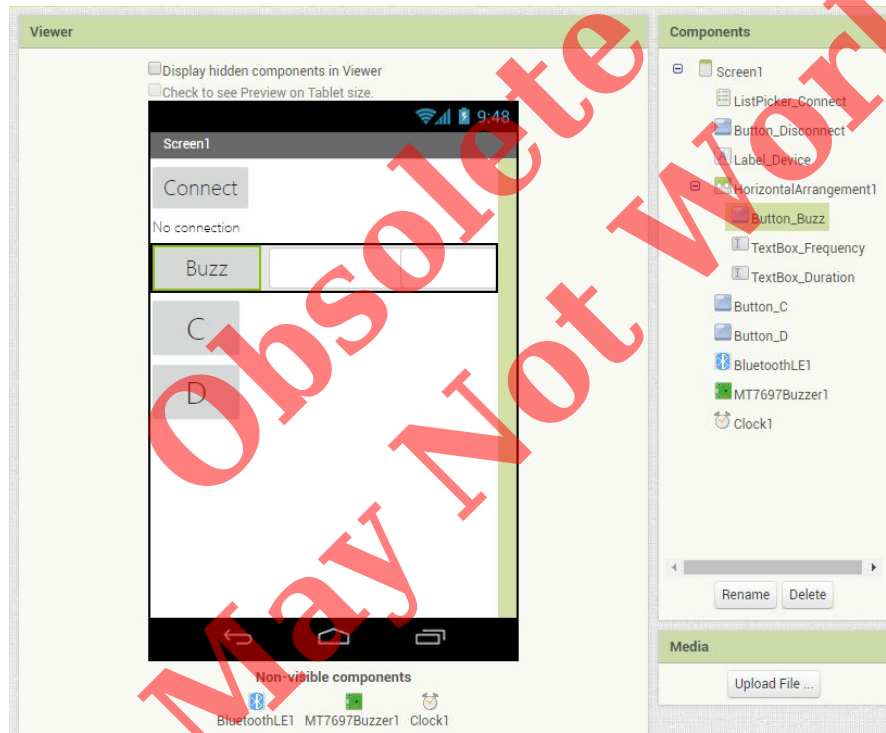 Viewer
Display hidden components in Viewer
Check to see Preview on Tablet size.
9:48
Screen1
Connect
No connection
Buzz
C
D
Non-visible components
BluetoothLE1 MT7697Buzzer1 Clock1
Components
Screen1
ListPicker_Connect
Button_Disconnect
Label_Device
HorizontalArrangement1
Button_Buzz
TextBox_Frequency
TextBox_Duration
Button_C
Button_D
BluetoothLE1
MT7697Buzzer1
Clock1
Rename Delete
Media
Upload File ...
Obsolete
May Not Work